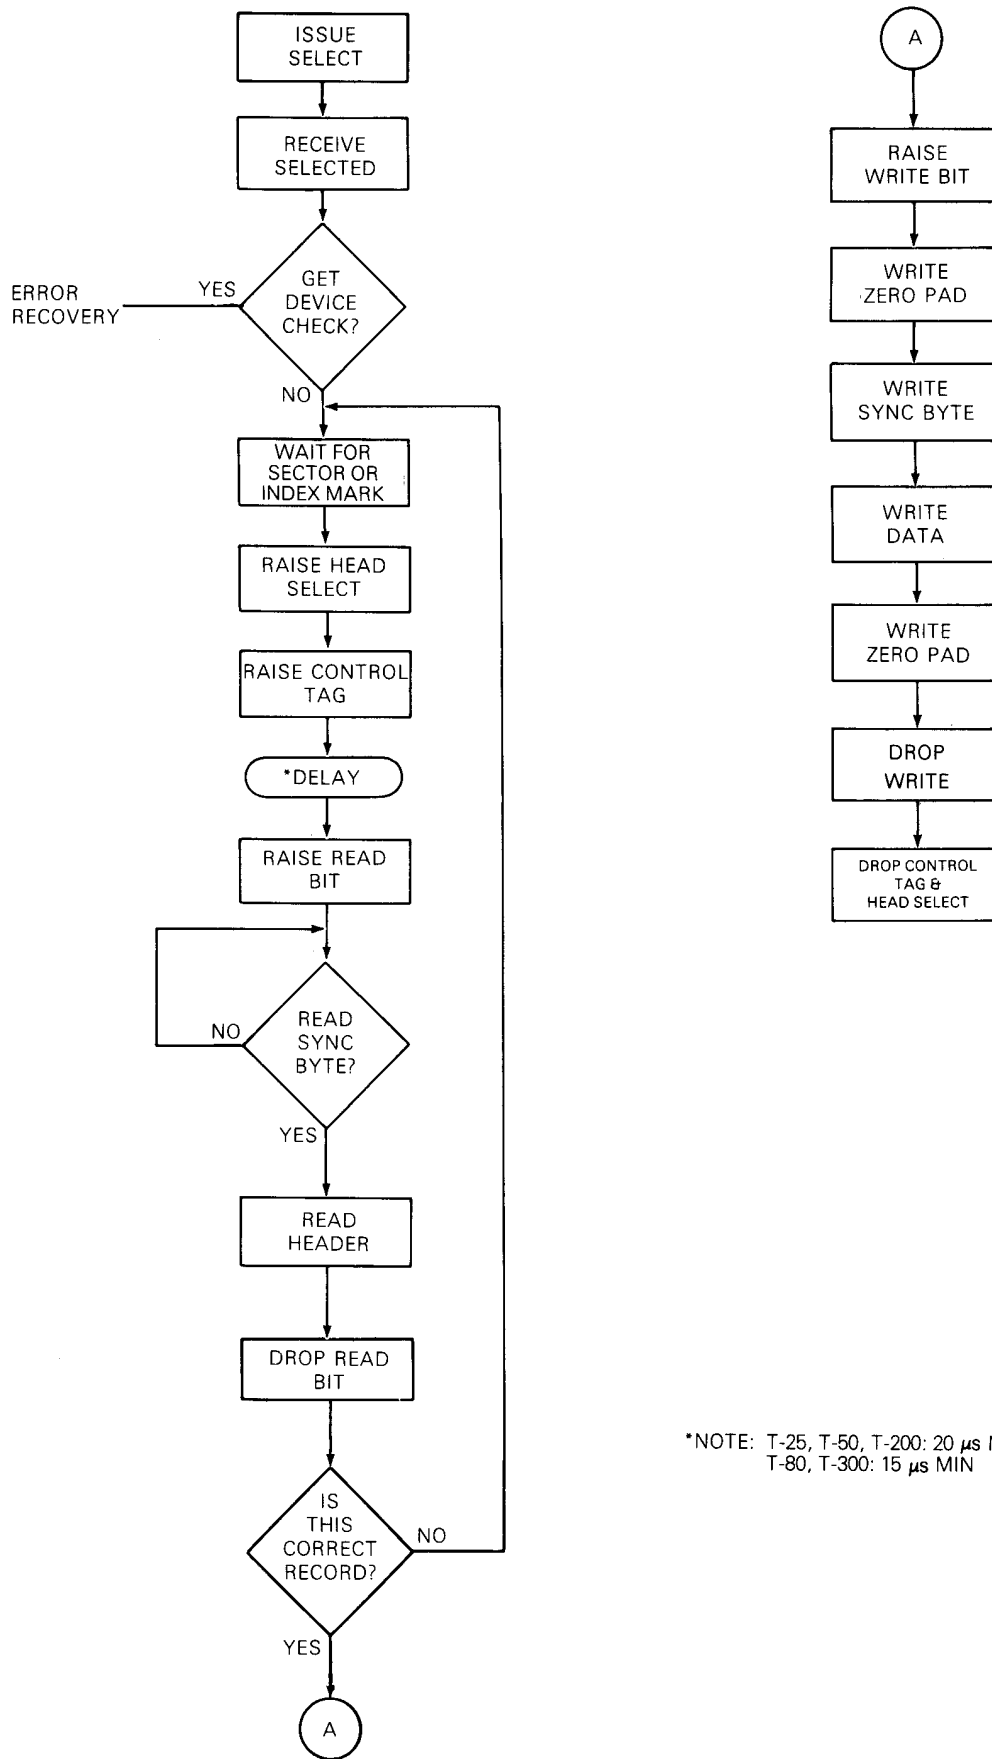 ISSUE
SELECT
RECEIVE
SELECTED
GET
DEVICE
CHECK?
YES
ERROR
RECOVERY
NO
WAIT FOR
SECTOR OR
INDEX MARK
RAISE HEAD
SELECT
RAISE CONTROL
TAG
*DELAY
RAISE READ
BIT
READ
SYNC
BYTE?
NO
YES
READ
HEADER
DROP READ
BIT
IS
THIS
CORRECT
RECORD?
NO
YES
A
A
RAISE
WRITE BIT
WRITE
ZERO PAD
WRITE
SYNC BYTE
WRITE
DATA
WRITE
ZERO PAD
DROP
WRITE
DROP CONTROL
TAG &
HEAD SELECT
*NOTE: T-25, T-50, T-200: 20 µs
T-80, T-300: 15 µs MIN